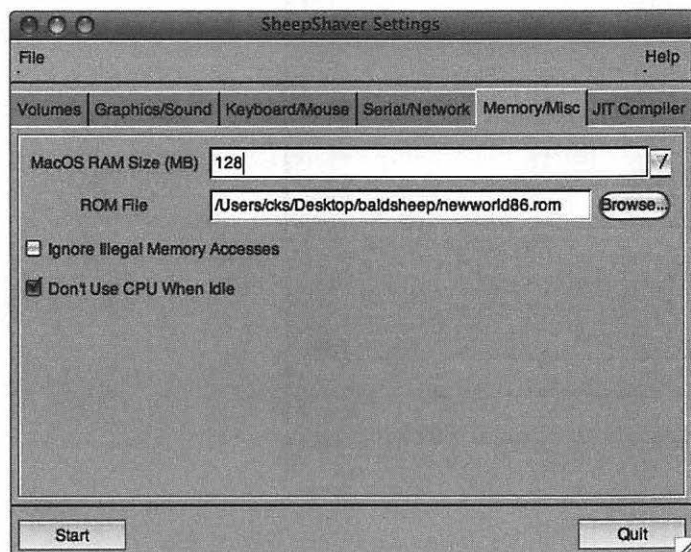 SheepShaver Settings
File Help
Volumes Graphics/Sound Keyboard/Mouse Serial/Network Memory/Misc JIT Compiler
MacOS RAM Size (MB) 128
ROM File /Users/cks/Desktop/baldsheep/newworld86.rom Browse...
Ignore Illegal Memory Accesses
Don't Use CPU When Idle
Start Quit